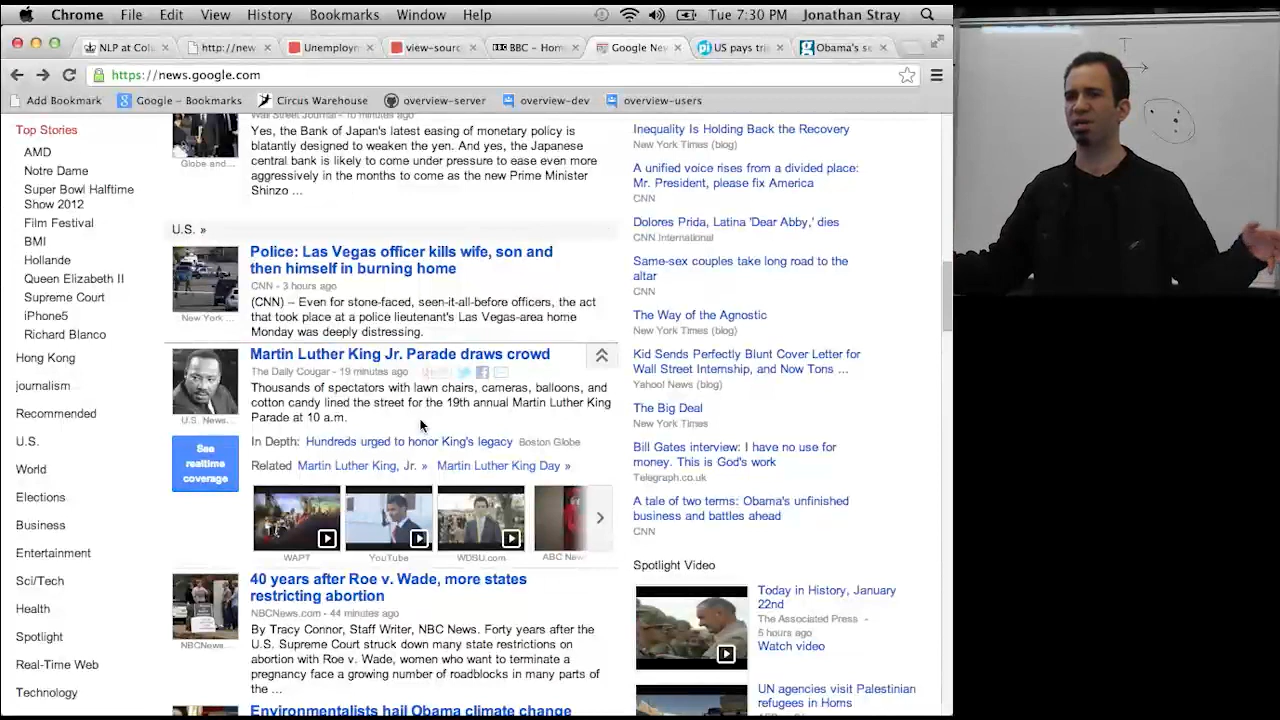 Chrome File Edit View History Bookmarks Window Help Tue 7:30 PM Jonathan Stray
NLP at Col
http://new
Unemploym
view-sourc
BBC - Home
Google New
US pays tri
Obama's se
https://news.google.com
Add Bookmark Google – Bookmarks Circus Warehouse overview-server overview-dev overview-users
Top Stories
AMD
Notre Dame
Super Bowl Halftime
Show 2012
Film Festival
BMI
Hollande
Queen Elizabeth II
Supreme Court
iPhone5
Richard Blanco
Hong Kong
journalism
Recommended
U.S.
World
Elections
Business
Entertainment
Sci/Tech
Health
Spotlight
Real-Time Web
Technology
Wall Street Journal - 10 minutes ago
Yes, the Bank of Japan's latest easing of monetary policy is
blatantly designed to weaken the yen. And yes, the Japanese
central bank is likely to come under pressure to ease even more
aggressively in the months to come as the new Prime Minister
Shinzo ...
Globe and...
U.S. »
Police: Las Vegas officer kills wife, son and
then himself in burning home
CNN - 3 hours ago
(CNN) -- Even for stone-faced, seen-it-all-before officers, the act
that took place at a police lieutenant's Las Vegas-area home
Monday was deeply distressing.
New York ...
Martin Luther King Jr. Parade draws crowd
The Daily Cougar - 19 minutes ago
Thousands of spectators with lawn chairs, cameras, balloons, and
cotton candy lined the street for the 19th annual Martin Luther King
Parade at 10 a.m.
U.S. News...
In Depth: Hundreds urged to honor King's legacy Boston Globe
See
realtime
coverage
Related Martin Luther King, Jr. » Martin Luther King Day »
WAPT YouTube WDSU.com ABC New
40 years after Roe v. Wade, more states
restricting abortion
NBCNews.com - 44 minutes ago
By Tracy Connor, Staff Writer, NBC News. Forty years after the
U.S. Supreme Court struck down many state restrictions on
abortion with Roe v. Wade, women who want to terminate a
pregnancy face a growing number of roadblocks in many parts of
the ...
NBCNews...
Environmentalists hail Obama climate change
Inequality Is Holding Back the Recovery
New York Times (blog)
A unified voice rises from a divided place:
Mr. President, please fix America
CNN
Dolores Prida, Latina 'Dear Abby,' dies
CNN International
Same-sex couples take long road to the
altar
CNN
The Way of the Agnostic
New York Times (blog)
Kid Sends Perfectly Blunt Cover Letter for
Wall Street Internship, and Now Tons ...
Yahoo! News (blog)
The Big Deal
New York Times (blog)
Bill Gates interview: I have no use for
money. This is God's work
Telegraph.co.uk
A tale of two terms: Obama's unfinished
business and battles ahead
CNN
Spotlight Video
Today in History, January
22nd
The Associated Press -
5 hours ago
Watch video
UN agencies visit Palestinian
refugees in Homs
T